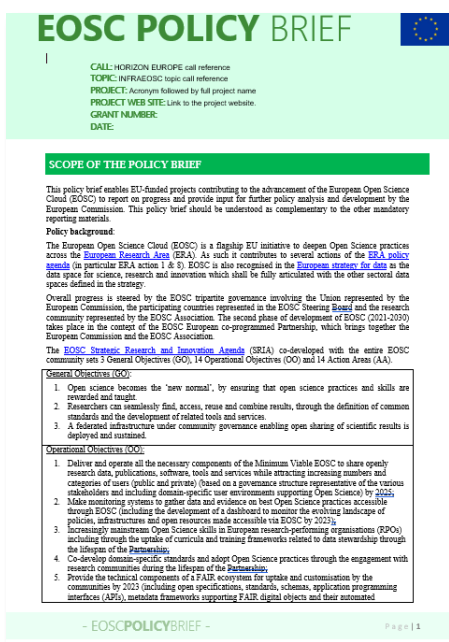 EOSC POLICY BRIEF
CALL: HORIZON EUROPE call reference
TOPIC: INFRAEOSC topic call reference
PROJECT: Acronym followed by full project name
PROJECT WEB SITE: Link to the project website.
GRANT NUMBER:
DATE:
SCOPE OF THE POLICY BRIEF
This policy brief enables EU-funded projects contributing to the advancement of the European Open Science
Cloud (EOSC) to report on progress and provide input for further policy analysis and development by the
European Commission. This policy brief should be understood as complementary to the other mandatory
reporting materials.
Policy background:
The European Open Science Cloud (EOSC) is a flagship EU initiative to deepen Open Science practices
across the European Research Area (ERA). As such it contributes to several actions of the ERA policy
agenda (in particular ERA action 1 & 8). EOSC is also recognised in the European strategy for data as the
data space for science, research and innovation which shall be fully articulated with the other sectoral data
spaces defined in the strategy.
Overall progress is steered by the EOSC tripartite governance involving the Union represented by the
European Commission, the participating countries represented in the EOSC Steering Board and the research
community represented by the EOSC Association. The second phase of development of EOSC (2021-2030)
takes place in the context of the EOSC European co-programmed Partnership, which brings together the
European Commission and the EOSC Association.
The EOSC Strategic Research and Innovation Agenda (SRIA) co-developed with the entire EOSC
community sets 3 General Objectives (GO), 14 Operational Objectives (OO) and 14 Action Areas (AA).
General Objectives (GO):
1. Open science becomes the 'new normal', by ensuring that open science practices and skills are
rewarded and taught.
2. Researchers can seamlessly find, access, reuse and combine results, through the definition of common
standards and the development of related tools and services.
3. A federated infrastructure under community governance enabling open sharing of scientific results is
deployed and sustained.
Operational Objectives (OO):
1. Deliver and operate all the necessary components of the Minimum Viable EOSC to share openly
research data, publications, software, tools and services while attracting increasing numbers and
categories of users (public and private) (based on a governance structure representative of the various
stakeholders and including domain-specific user environments supporting Open Science) by 2025;
2. Make monitoring systems to gather data and evidence on best Open Science practices accessible
through EOSC (including the development of a dashboard to monitor the evolving landscape of
policies, infrastructures and open resources made accessible via EOSC by 2023);
3. Increasingly mainstream Open Science skills in European research-performing organisations (RPOs)
including through the uptake of curricula and training frameworks related to data stewardship through
the lifespan of the Partnership;
4. Co-develop domain-specific standards and adopt Open Science practices through the engagement with
research communities during the lifespan of the Partnership;
5. Provide the technical components of a FAIR ecosystem for uptake and customisation by the
communities by 2023 (including open specifications, standards, schemas, application programming
interfaces (APIs), metadata frameworks supporting FAIR digital objects and their automated
- EOSCPOLICYBRIEF -
Page | 1